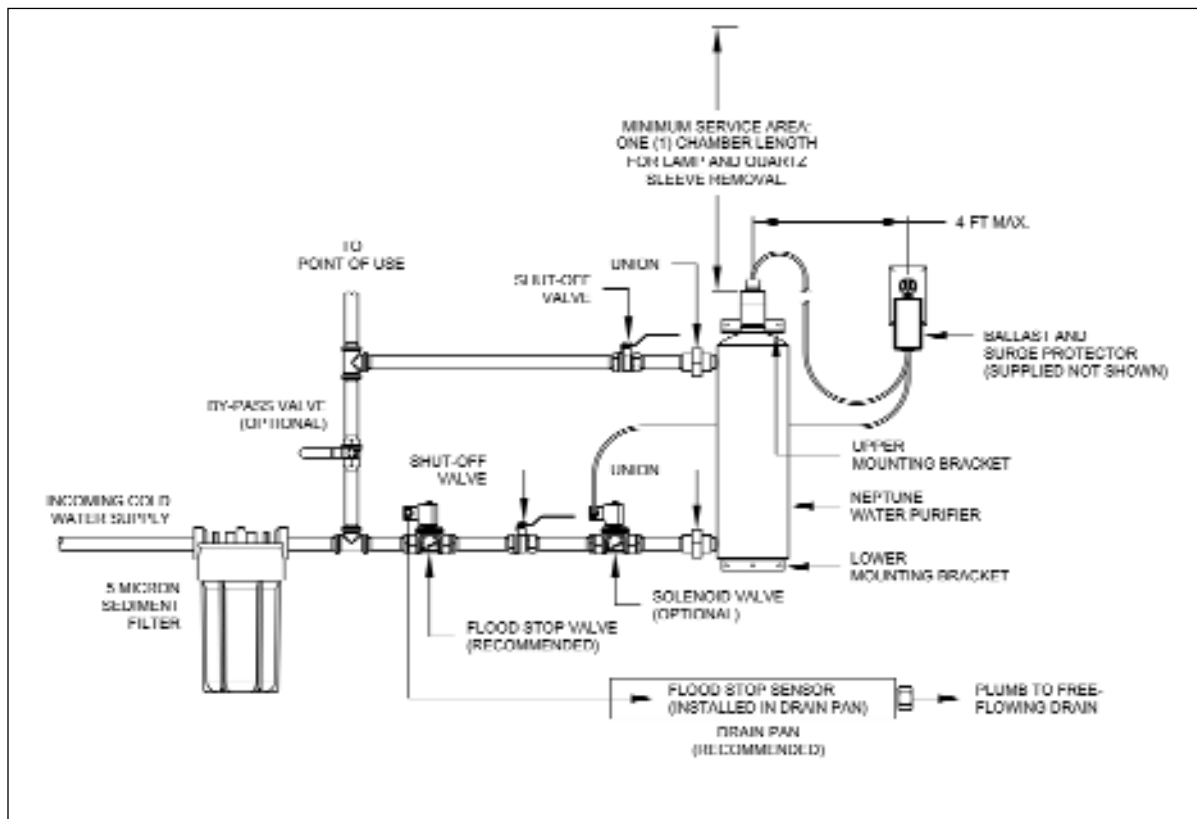 MINIMUM SERVICE AREA:
ONE (1) CHAMBER LENGTH
FOR LAMP AND QUARTZ
SLEEVE REMOVAL.
4 FT MAX.
TO
POINT OF USE
UNION
SHUT-OFF
VALVE
BALLAST AND
SURGE PROTECTOR
(SUPPLIED NOT SHOWN)
BY-PASS VALVE
(OPTIONAL)
UPPER
MOUNTING BRACKET
SHUT-OFF
VALVE
UNION
INCOMING COLD
WATER SUPPLY
NEPTUNE
WATER PURIFIER
LOWER
MOUNTING BRACKET
5 MICRON
SEDIMENT
FILTER
SOLENOID VALVE
(OPTIONAL)
FLOOD STOP VALVE
(RECOMMENDED)
FLOOD STOP SENSOR
(INSTALLED IN DRAIN PAN)
PLUMB TO FREE-
FLOWING DRAIN
DRAIN PAN
(RECOMMENDED)